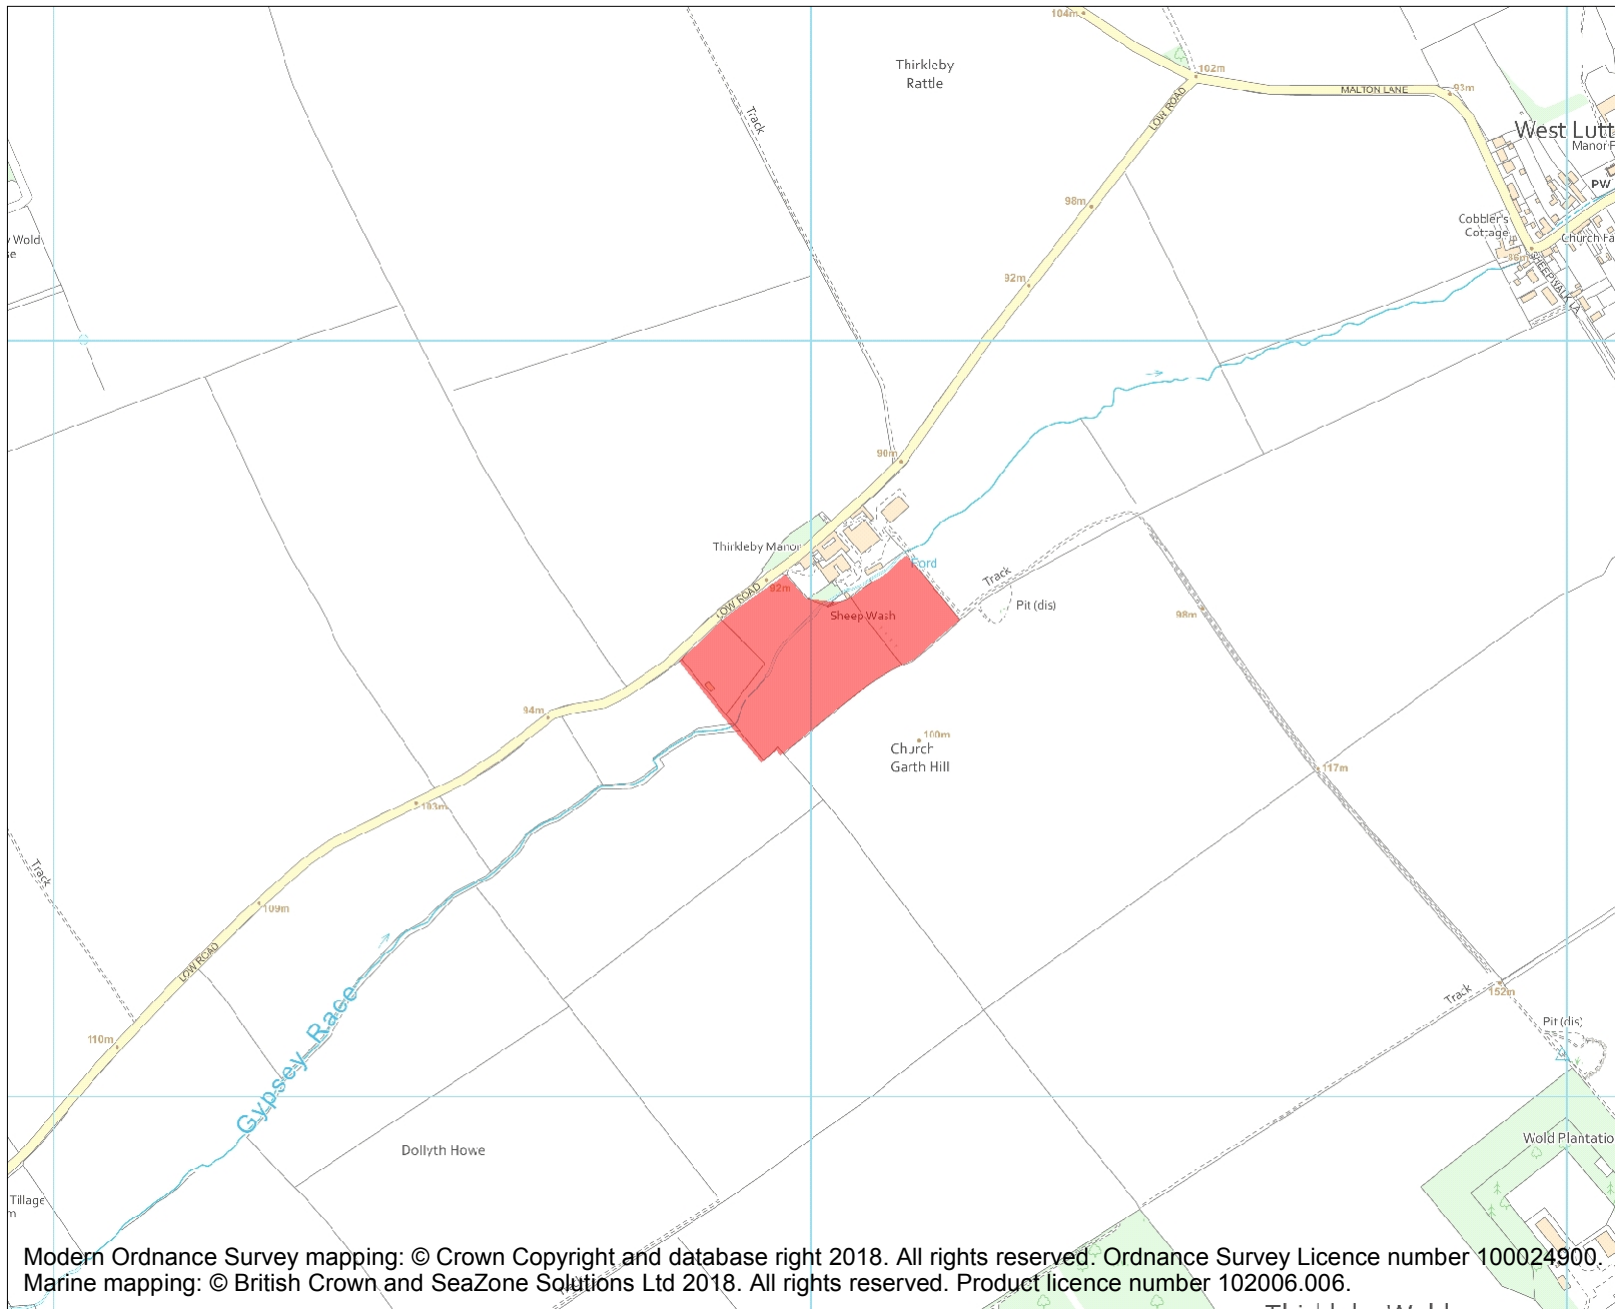 104m
Thirkleby
Rattle
102m
MALTON LANE
93m
LOW ROAD
Track
West Lutt
Manor F
PW
98m
Cobbler's
Cottage
Church Fa
Wold
se
92m
SHEEPWALK LA
90m
Thirkleby Manor
Ford
92m
LOW ROAD
Sheep Wash
Track
Pit (dis)
98m
94m
100m
Church
Garth Hill
117m
103m
Track
109m
LOW ROAD
Gypsey Race
Track
152m
Pit (dis)
110m
Dollyth Howe
Wold Plantatio
Tillage
m
Modern Ordnance Survey mapping: © Crown Copyright and database right 2018. All rights reserved. Ordnance Survey Licence number 100024900.
Marine mapping: © British Crown and SeaZone Solutions Ltd 2018. All rights reserved. Product licence number 102006.006.